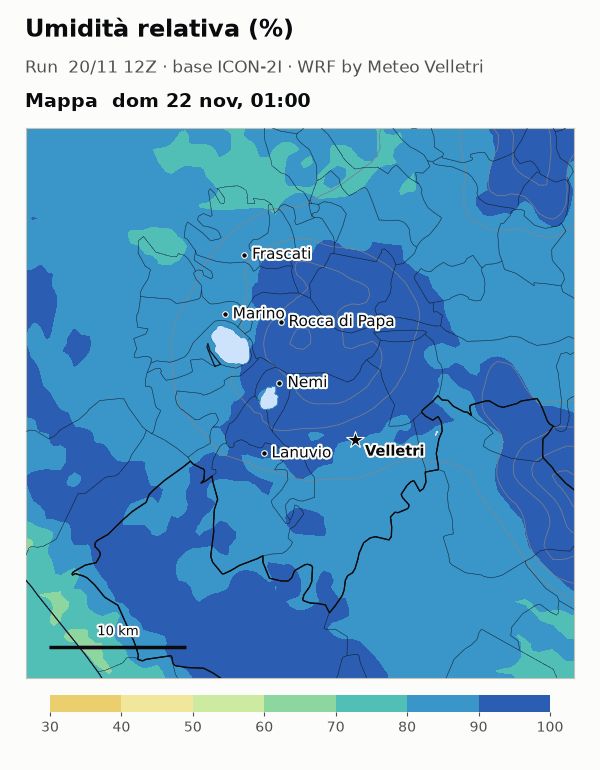 Umidità relativa (%)
Run  20/11 12Z · base ICON-2I · WRF by Meteo Velletri
Mappa  dom 22 nov, 01:00
Frascati
Marino
Rocca di Papa
Nemi
Velletri
Lanuvio
10 km
30 40 50 60 70 80 90 100